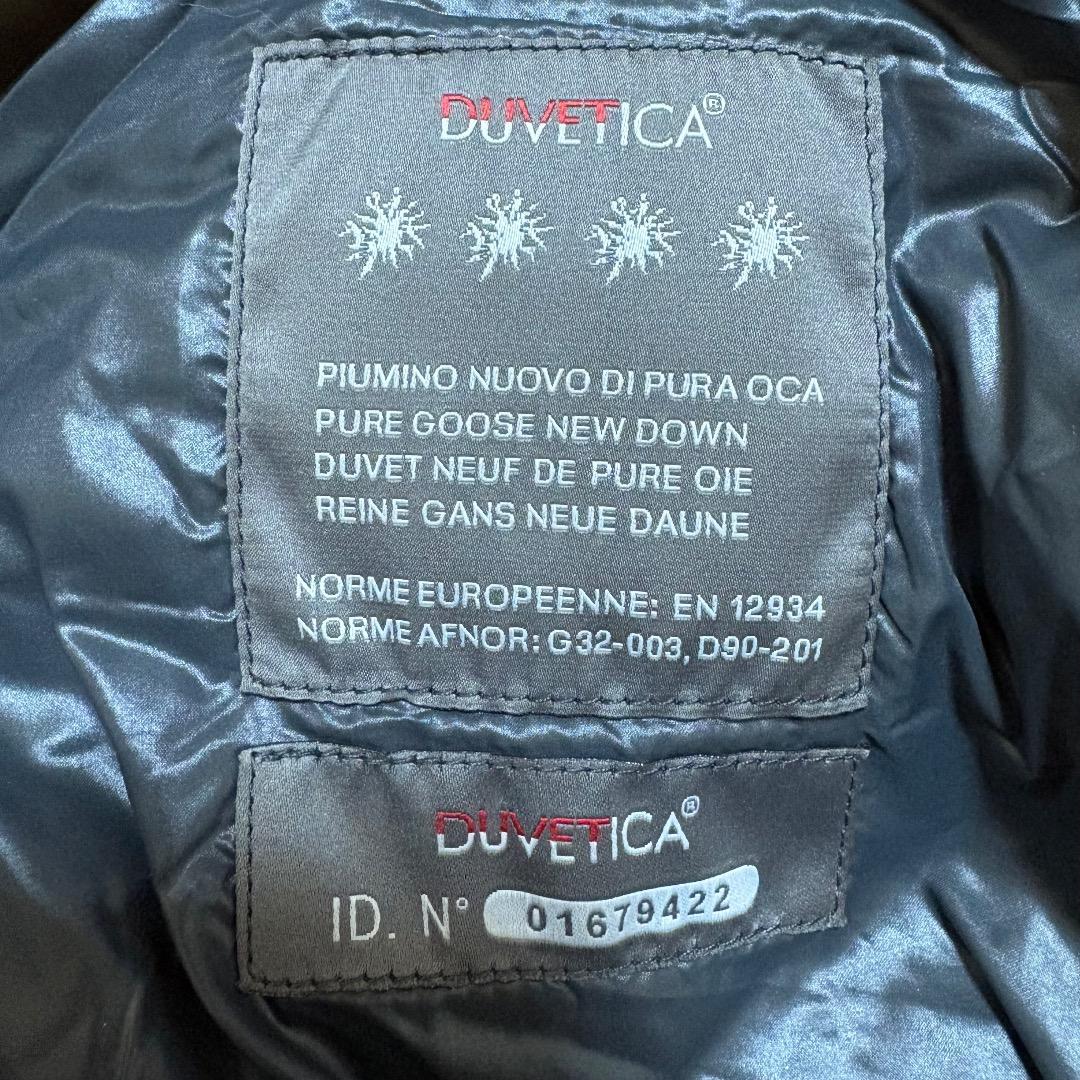 DUVETICA®
PIUMINO NUOVO DI PURA OCA
PURE GOOSE NEW DOWN
DUVET NEUF DE PURE OIE
REINE GANS NEUE DAUNE
NORME EUROPEENNE: EN 12934
NORME AFNOR: G32-003, D90-201
DUVETICA®
ID. N° 01679422